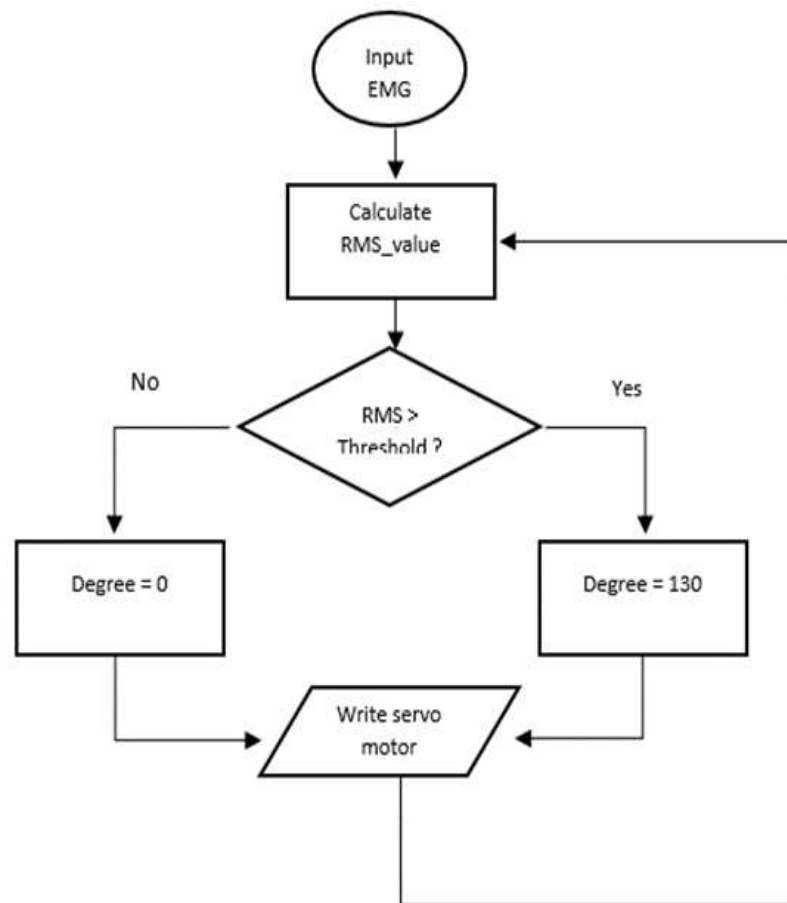 Input
EMG
Calculate
RMS_value
No
Yes
RMS >
Threshold ?
Degree = 0
Degree = 130
Write servo
motor